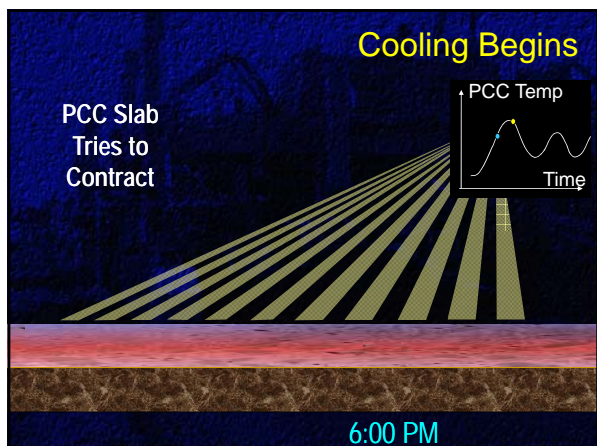 Cooling Begins
PCC Slab
Tries to
Contract
PCC Temp
Time
6:00 PM